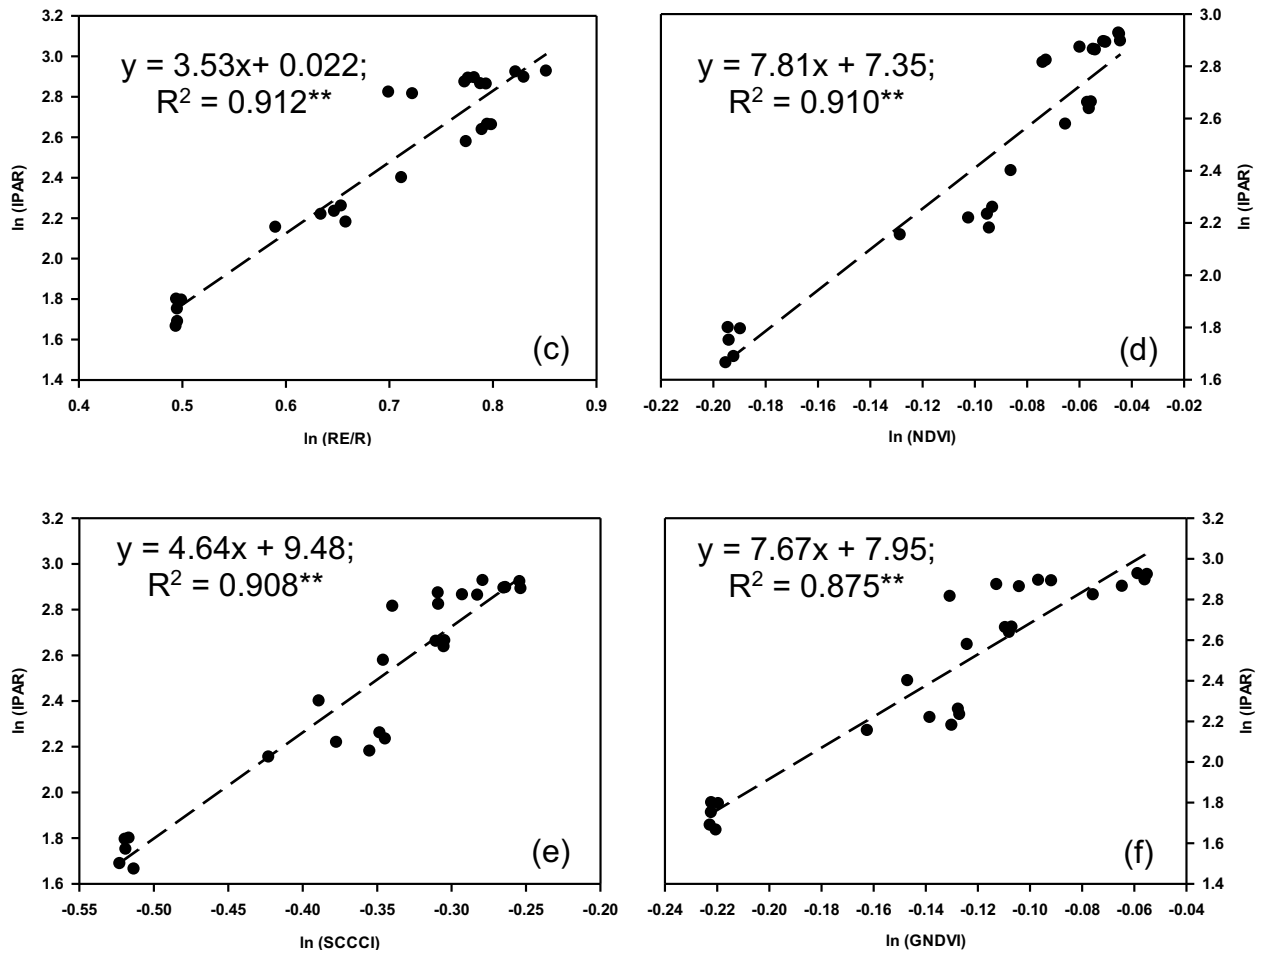 y = 3.53x+ 0.022;
R² = 0.912**
3.2
3.0
2.8
2.6
2.4
2.2
2.0
1.8
1.6
1.4
ln (IPAR)
(c)
0.4 0.5 0.6 0.7 0.8 0.9
ln (RE/R)
y = 7.81x + 7.35;
R² = 0.910**
3.0
2.8
2.6
2.4
2.2
2.0
1.8
1.6
ln (IPAR)
(d)
-0.22 -0.20 -0.18 -0.16 -0.14 -0.12 -0.10 -0.08 -0.06 -0.04 -0.02
ln (NDVI)
y = 4.64x + 9.48;
R² = 0.908**
3.2
3.0
2.8
2.6
2.4
2.2
2.0
1.8
1.6
ln (IPAR)
(e)
-0.55 -0.50 -0.45 -0.40 -0.35 -0.30 -0.25 -0.20
ln (SCCCI)
y = 7.67x + 7.95;
R² = 0.875**
3.2
3.0
2.8
2.6
2.4
2.2
2.0
1.8
1.6
1.4
ln (IPAR)
(f)
-0.24 -0.22 -0.20 -0.18 -0.16 -0.14 -0.12 -0.10 -0.08 -0.06 -0.04
ln (GNDVI)